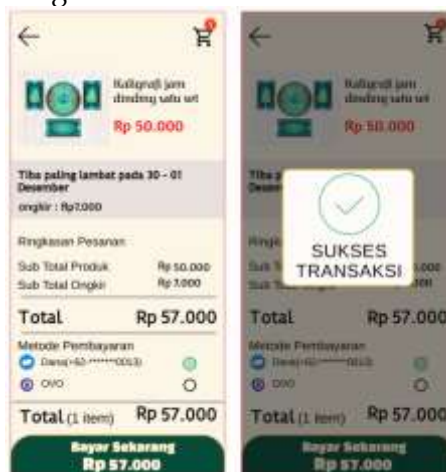 Kaligrafi jam
dinding satu set
Rp 50.000
Tiba paling lambat pada 30 - 01
Desember
ongkir : Rp7.000
Ringkasan Pesanan
Sub Total Produk Rp 50.000
Sub Total Ongkir Rp 7.000
Total Rp 57.000
Metode Pembayaran
OVO
Total (1 item) Rp 57.000
Bayar Sekarang
Rp 57.000
Kaligrafi jam
dinding satu set
Rp 50.000
SUKSES
TRANSAKSI
Total Rp 57.000
Metode Pembayaran
OVO
Total (1 item) Rp 57.000
Bayar Sekarang
Rp 57.000